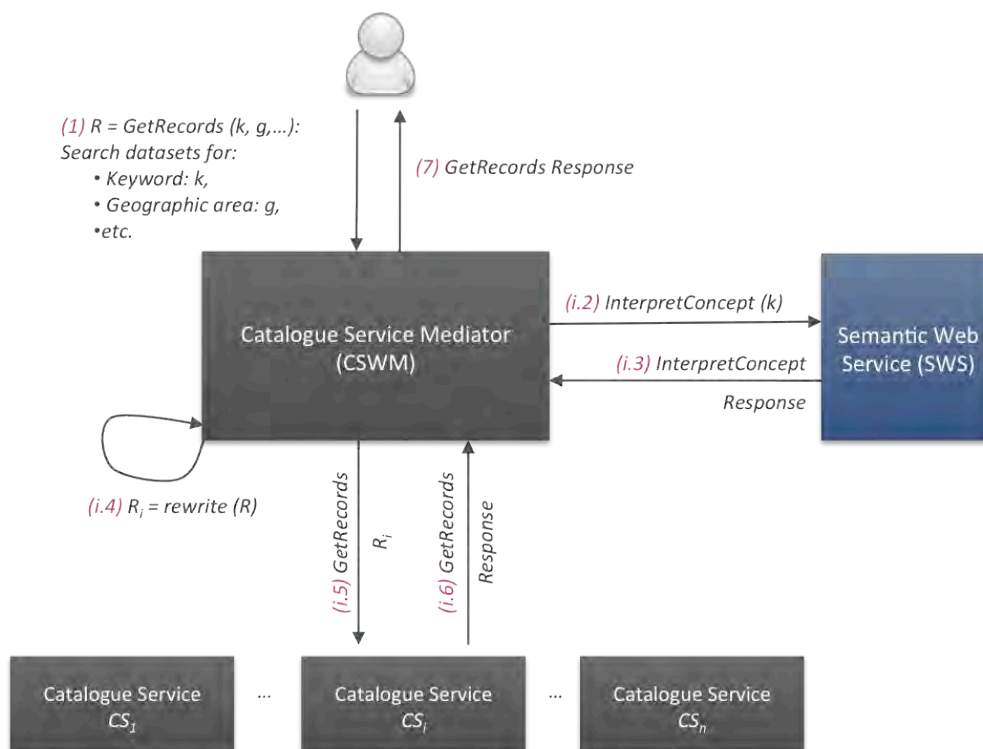 (1) R = GetRecords (k, g,...):
Search datasets for:
• Keyword: k,
• Geographic area: g,
•etc.
(7) GetRecords Response
Catalogue Service Mediator
(CSWM)
(i.2) InterpretConcept (k)
(i.3) InterpretConcept
Response
Semantic Web
Service (SWS)
(i.4) Rᵢ = rewrite (R)
(i.5) GetRecords
Rᵢ
(i.6) GetRecords
Response
Catalogue Service
CS₁
...
Catalogue Service
CSᵢ
...
Catalogue Service
CSₙ